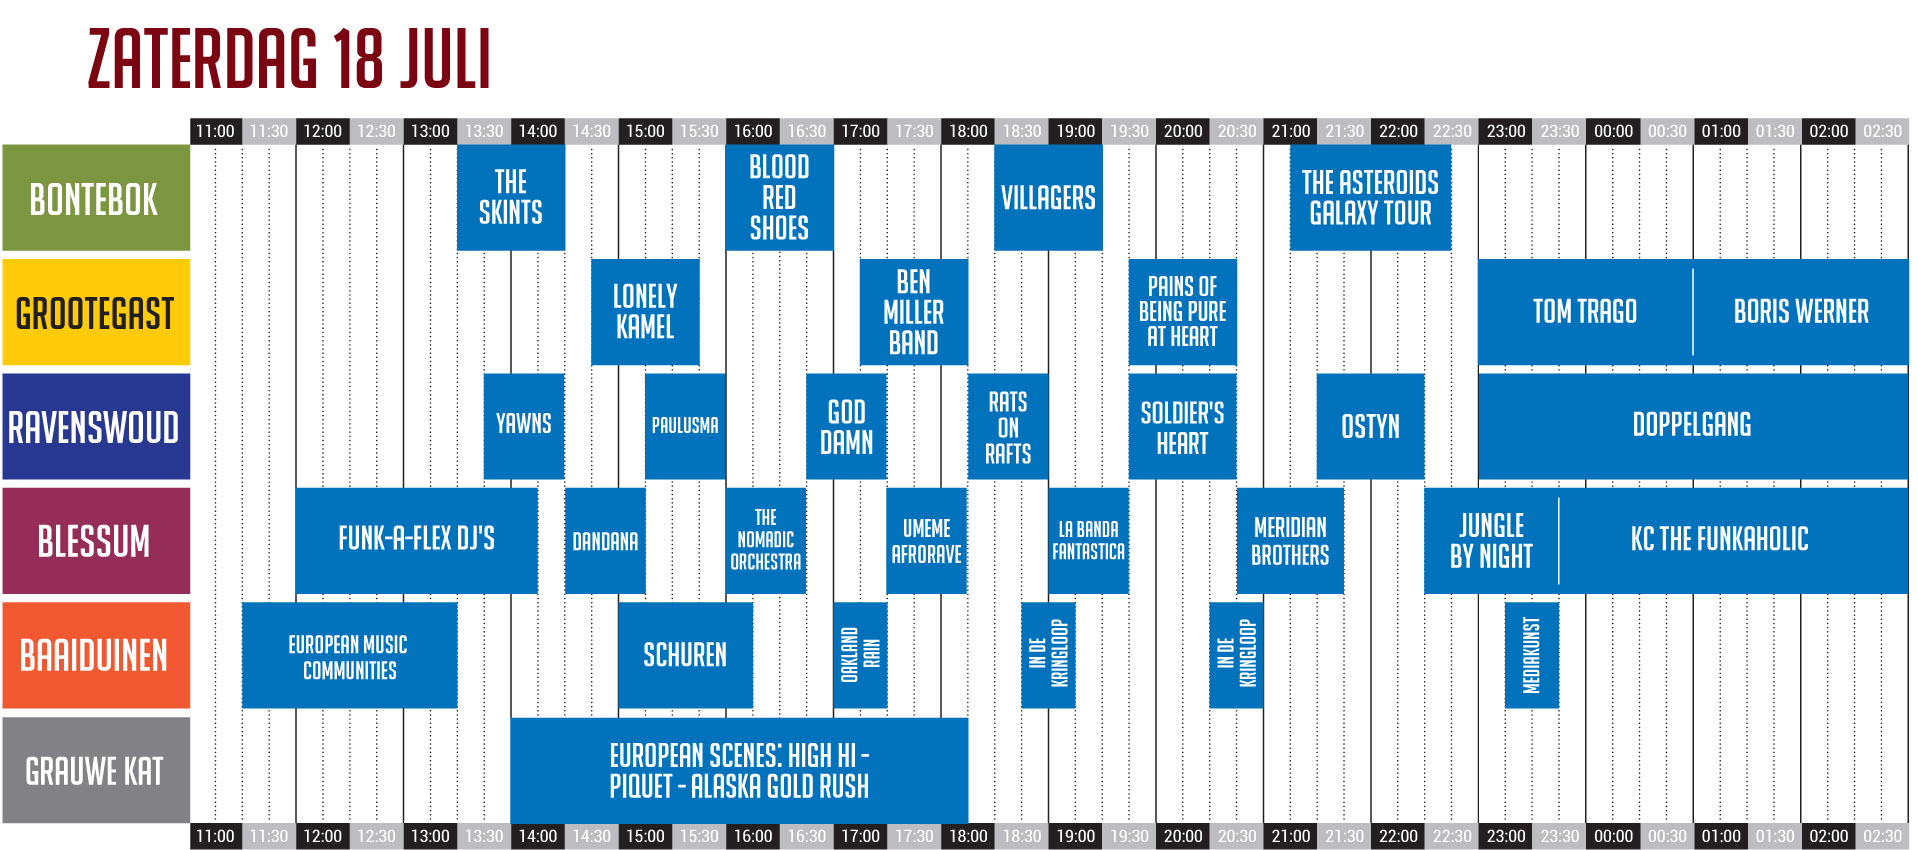 ZATERDAG 18 JULI
11:00 11:30 12:00 12:30 13:00 13:30 14:00 14:30 15:00 15:30 16:00 16:30 17:00 17:30 18:00 18:30 19:00 19:30 20:00 20:30 21:00 21:30 22:00 22:30 23:00 23:30 00:00 00:30 01:00 01:30 02:00 02:30
BONTEBOK
THE
SKINTS
BLOOD
RED
SHOES
VILLAGERS
THE ASTEROIDS
GALAXY TOUR
GROOTEGAST
LONELY
KAMEL
BEN
MILLER
BAND
PAINS OF
BEING PURE
AT HEART
TOM TRAGO
BORIS WERNER
RAVENSWOUD
YAWNS
PAULUSMA
GOD
DAMN
RATS
ON
RAFTS
SOLDIER'S
HEART
OSTYN
DOPPELGANG
BLESSUM
FUNK-A-FLEX DJ'S
DANDANA
THE
NOMADIC
ORCHESTRA
UMEME
AFRORAVE
LA BANDA
FANTASTICA
MERIDIAN
BROTHERS
JUNGLE
BY NIGHT
KC THE FUNKAHOLIC
BAAIDUINEN
EUROPEAN MUSIC
COMMUNITIES
SCHUREN
OAKLAND
RAIN
IN DE
KRINGLOOP
IN DE
KRINGLOOP
MEDIAKUNST
GRAUWE KAT
EUROPEAN SCENES: HIGH HI -
PIQUET - ALASKA GOLD RUSH
11:00 11:30 12:00 12:30 13:00 13:30 14:00 14:30 15:00 15:30 16:00 16:30 17:00 17:30 18:00 18:30 19:00 19:30 20:00 20:30 21:00 21:30 22:00 22:30 23:00 23:30 00:00 00:30 01:00 01:30 02:00 02:30